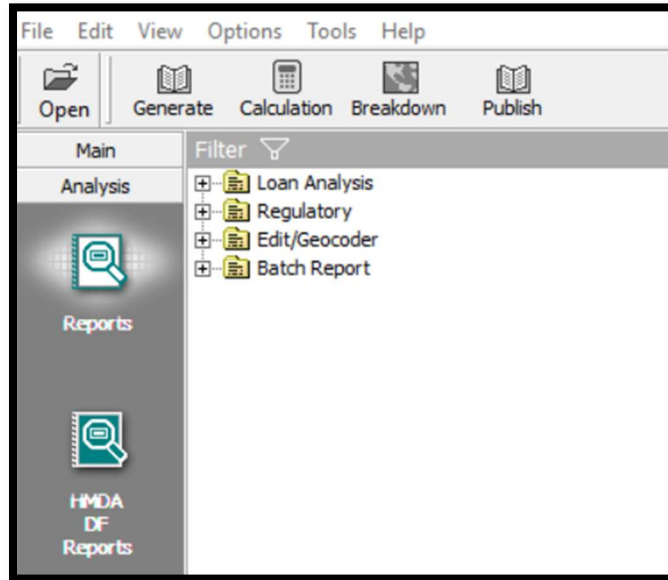 File Edit View Options Tools Help
Open Generate Calculation Breakdown Publish
Main
Analysis
Reports
HMDA
DF
Reports
Filter
Loan Analysis
Regulatory
Edit/Geocoder
Batch Report